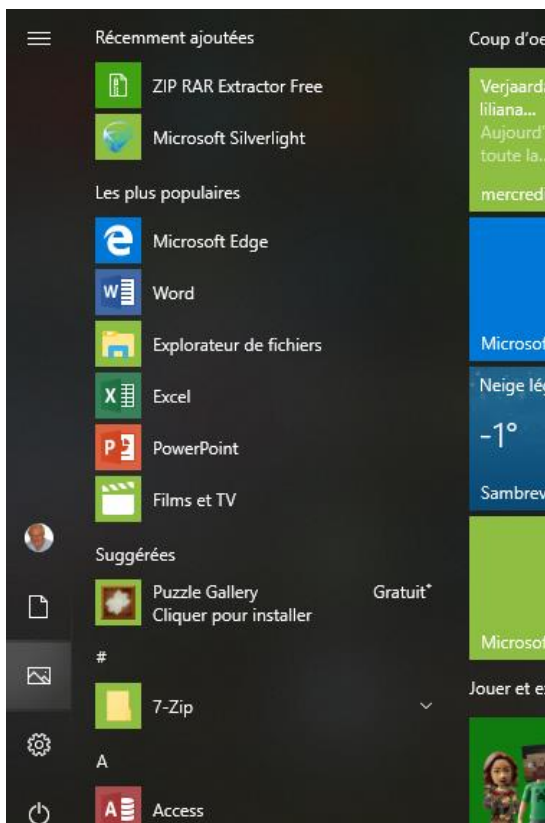 Récemment ajoutées
ZIP RAR Extractor Free
Microsoft Silverlight
Les plus populaires
Microsoft Edge
Word
Explorateur de fichiers
Excel
PowerPoint
Films et TV
Suggérées
Puzzle Gallery Gratuit*
Cliquer pour installer
#
7-Zip
A
Access
Coup d'oe
Verjaarda
liliana...
Aujourd'
toute la...
mercred
Microsof
Neige lég
-1°
Sambrev
Microsof
Jouer et e